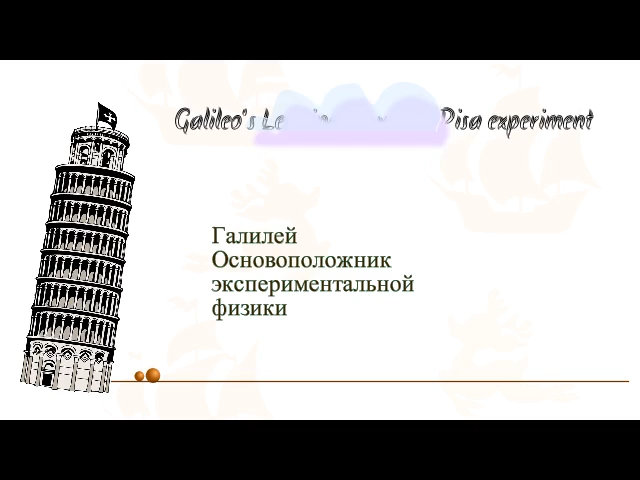 Galileo's Pisa experiment
Галилей
Основоположник
экспериментальной
физики